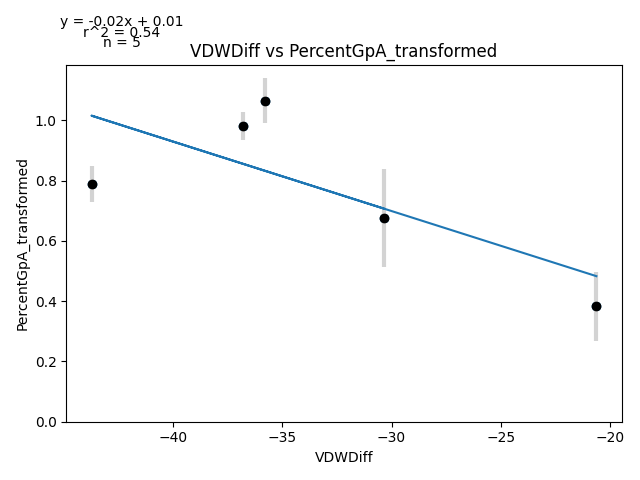 y = -0.02x + 0.01
r^2 = 0.54
n = 5
VDWDiff vs PercentGpA_transformed
PercentGpA_transformed
1.0
0.8
0.6
0.4
0.2
0.0
−40 −35 −30 −25 −20
VDWDiff